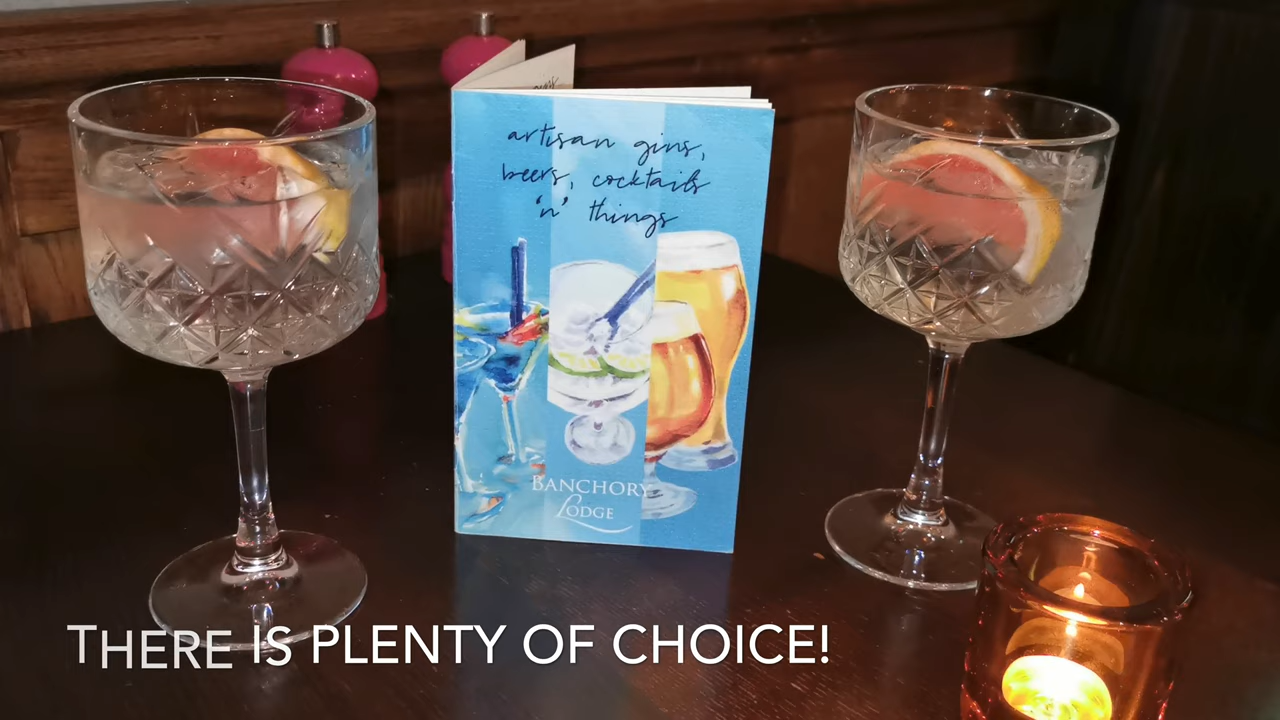 artisan gins,
beers, cocktails
'n' things
BANCHORY
LODGE
THERE IS PLENTY OF CHOICE!